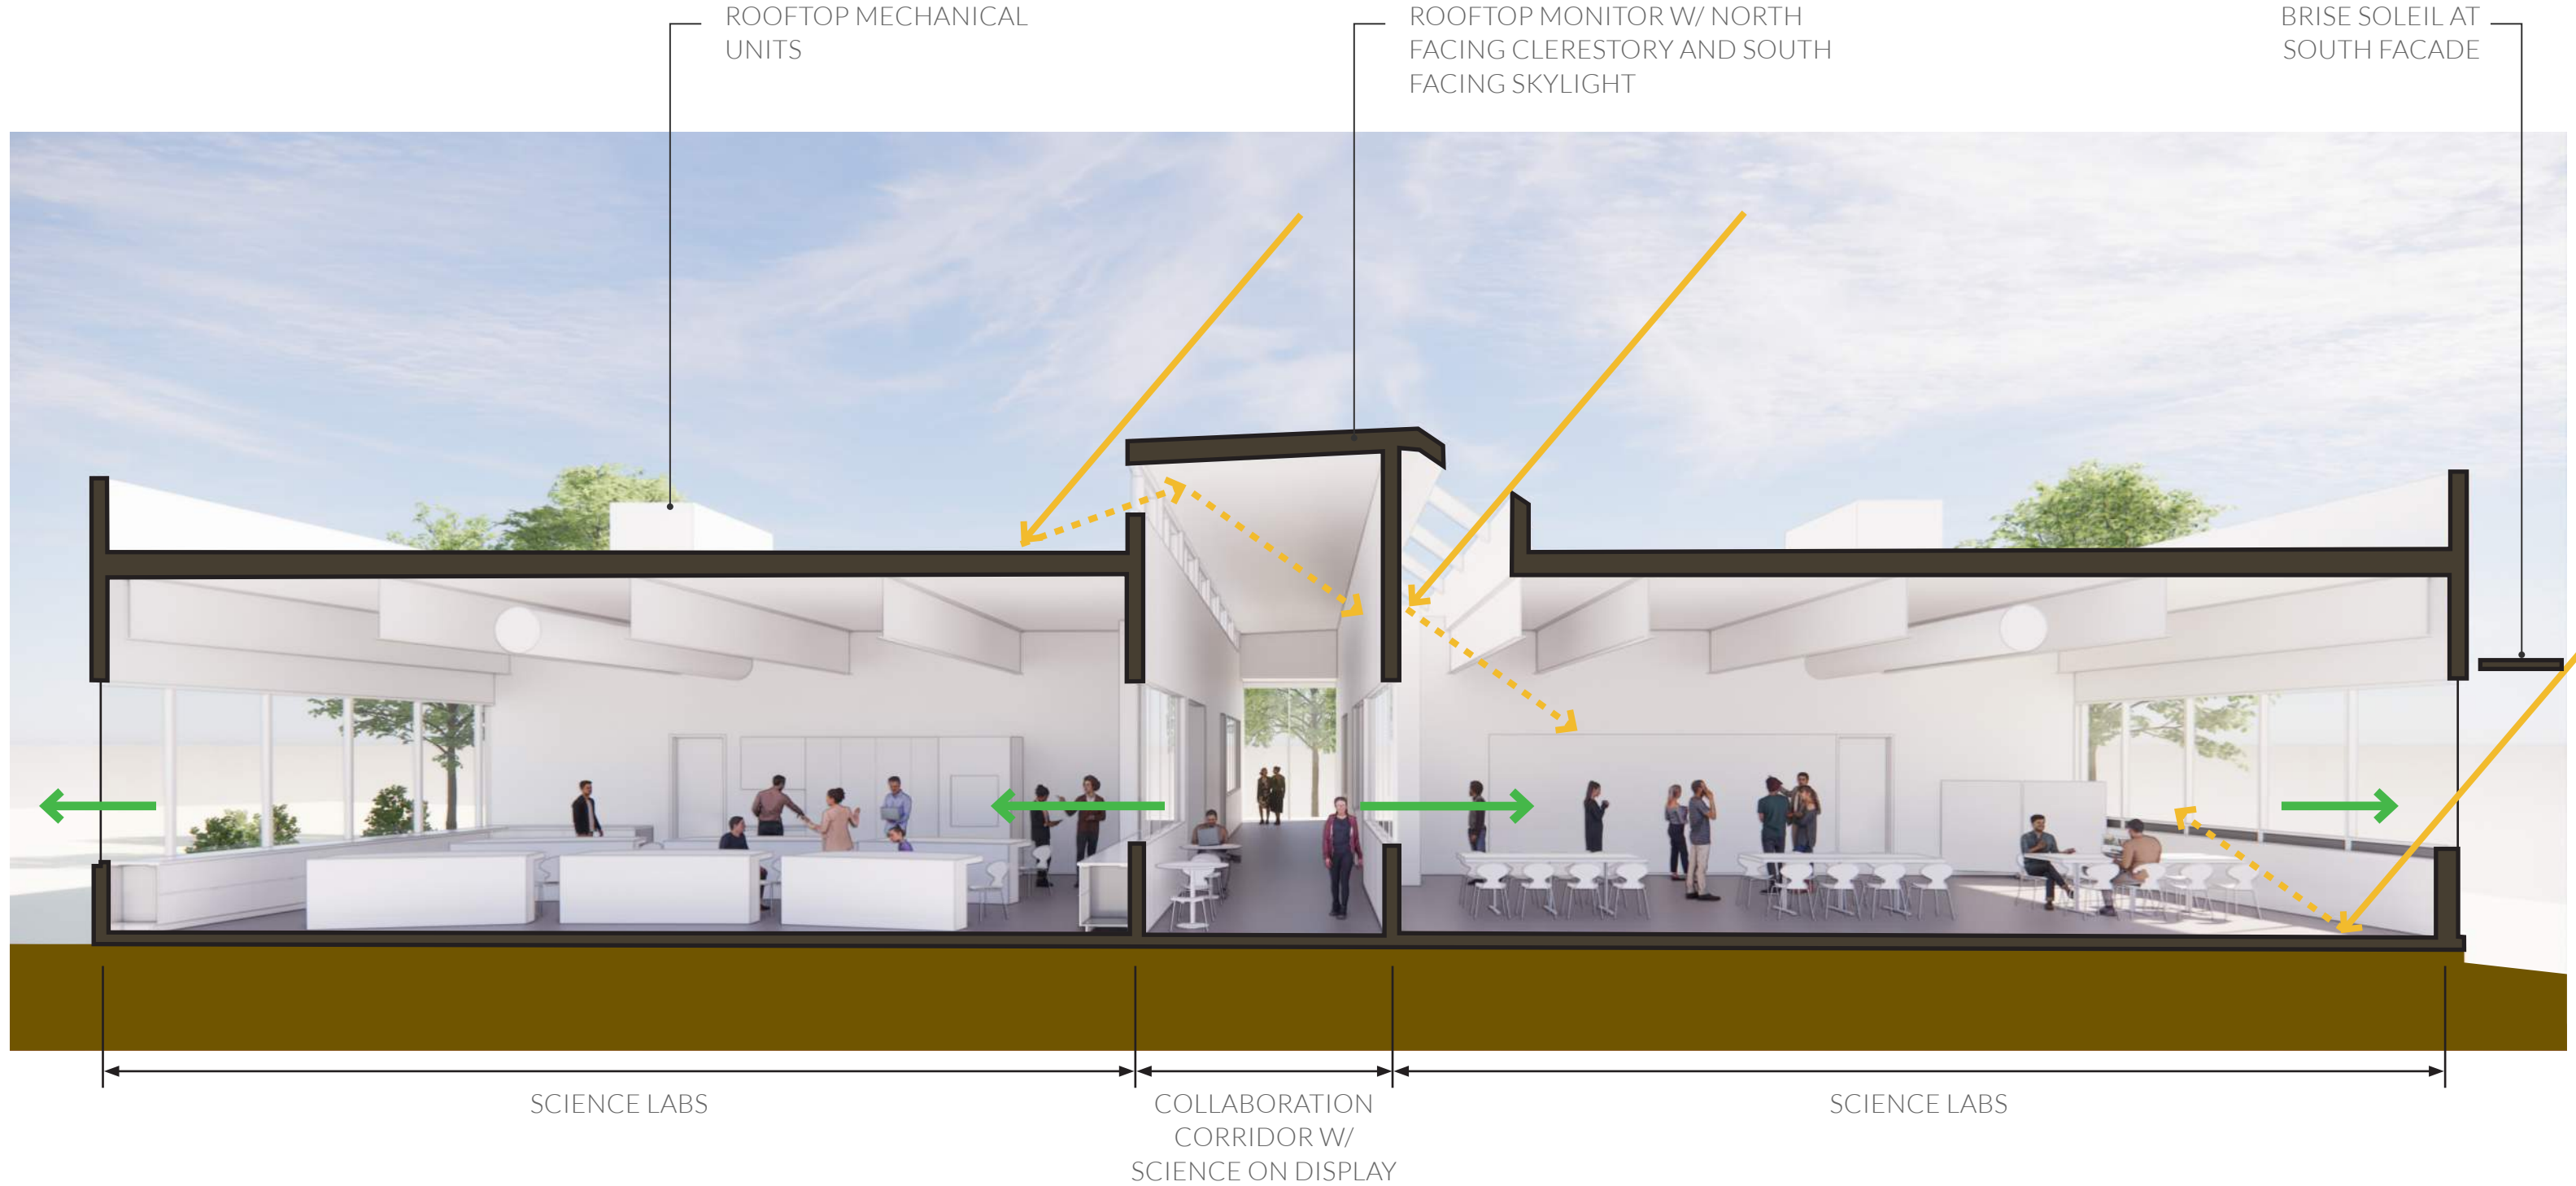 ROOFTOP MECHANICAL
UNITS
ROOFTOP MONITOR W/ NORTH
FACING CLERESTORY AND SOUTH
FACING SKYLIGHT
BRISE SOLEIL AT
SOUTH FACADE
SCIENCE LABS
COLLABORATION
CORRIDOR W/
SCIENCE ON DISPLAY
SCIENCE LABS